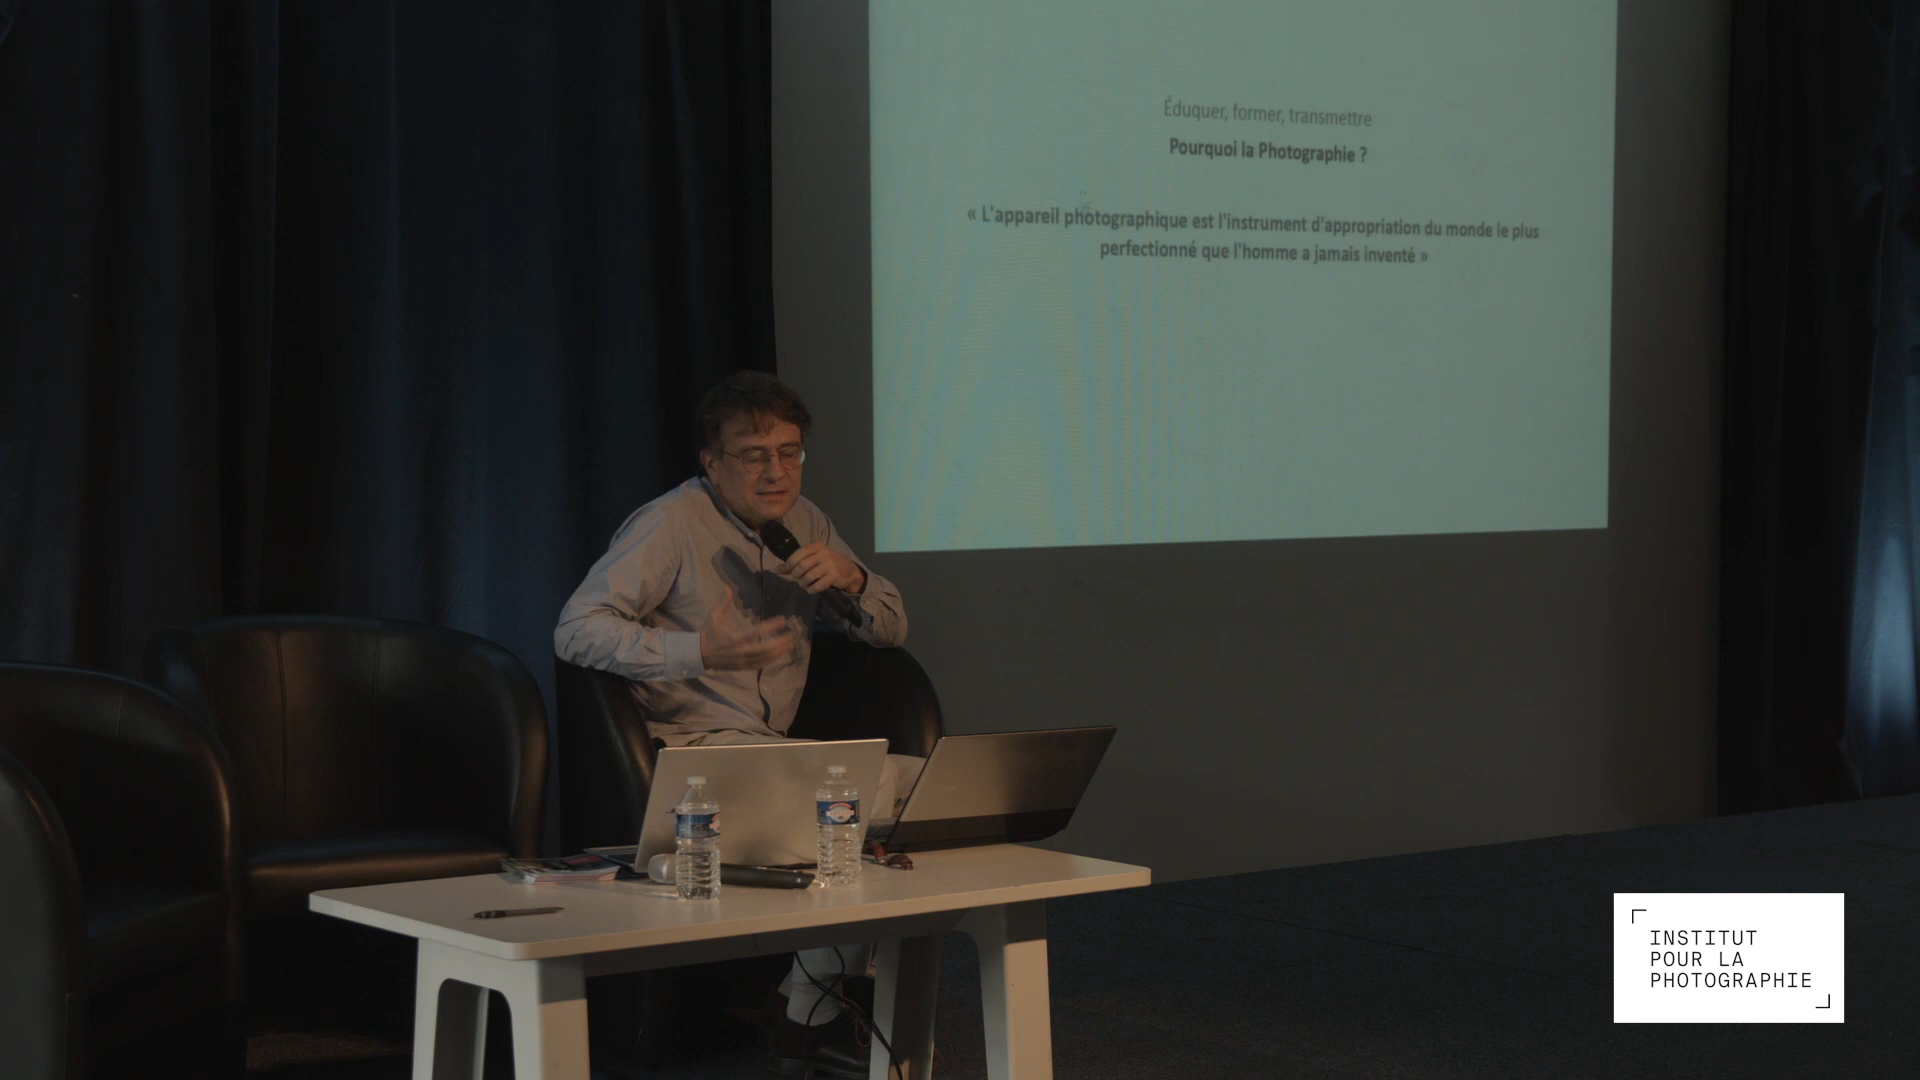 Éduquer, former, transmettre
Pourquoi la Photographie ?
« L'appareil photographique est l'instrument d'appropriation du monde le plus
perfectionné que l'homme a jamais inventé »
INSTITUT
POUR LA
PHOTOGRAPHIE